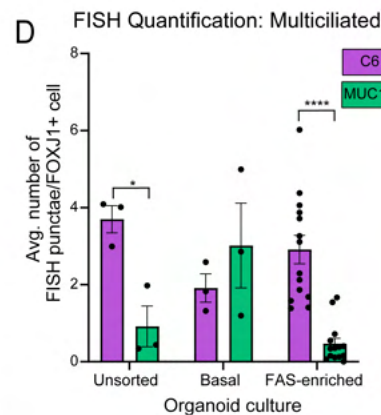 D
FISH Quantification: Multiciliated
C6
MUC1
Avg. number of
FISH punctae/FOXJ1+ cell
8
6
4
2
0
*
****
Unsorted
Basal
FAS-enriched
Organoid culture